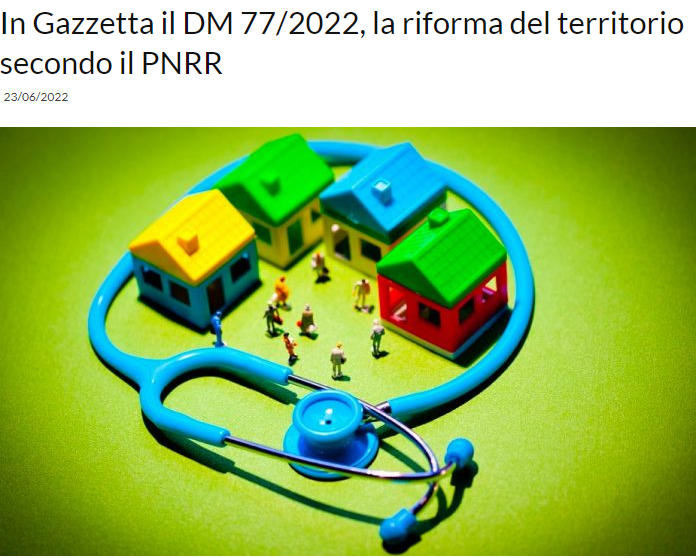 In Gazzetta il DM 77/2022, la riforma del territorio
secondo il PNRR
23/06/2022